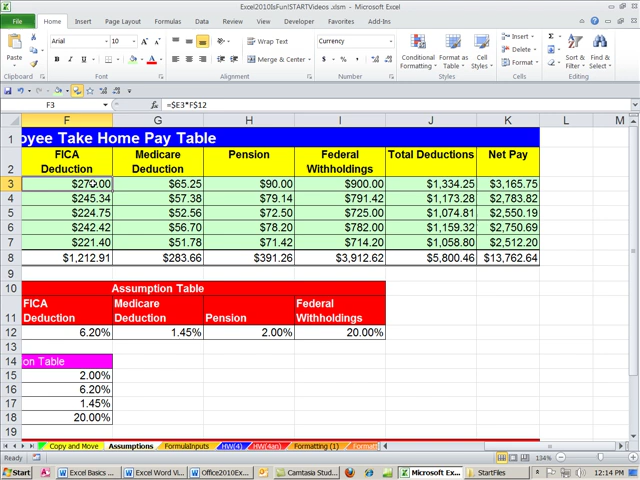 Excel2010IsFun!STARTVideos .xlsm - Microsoft Excel
File Home Insert Page Layout Formulas Data Review View Developer Favorites Add-Ins
Arial 10 Wrap Text Currency Insert
Paste Merge & Center Conditional Formatting Format as Table Cell Styles Delete Sort & Filter Find & Select
Format
Clipboard Font Alignment Number Styles Cells Editing
F3 fx =$E3*F$12
F G H I J K L M
1 oyee Take Home Pay Table
2 FICA Deduction Medicare Deduction Pension Federal Withholdings Total Deductions Net Pay
3 $270.00 $65.25 $90.00 $900.00 $1,334.25 $3,165.75
4 $245.34 $57.38 $79.14 $791.42 $1,173.28 $2,783.82
5 $224.75 $52.56 $72.50 $725.00 $1,074.81 $2,550.19
6 $242.42 $56.70 $78.20 $782.00 $1,159.32 $2,750.69
7 $221.40 $51.78 $71.42 $714.20 $1,058.80 $2,512.20
8 $1,212.91 $283.66 $391.26 $3,912.62 $5,800.46 $13,762.64
9
10 Assumption Table
11 FICA Deduction Medicare Deduction Pension Federal Withholdings
12 6.20% 1.45% 2.00% 20.00%
13
14 on Table
15 2.00%
16 6.20%
17 1.45%
18 20.00%
19
Copy and Move Assumptions FormulaInputs HW(4) HW(4an) Formatting (1) Formatt
Ready 134%
Start Excel Basics ... Excel Word Vi... Office2010Ex... Camtasia Stud... Microsoft Ex... StartFiles 12:14 PM